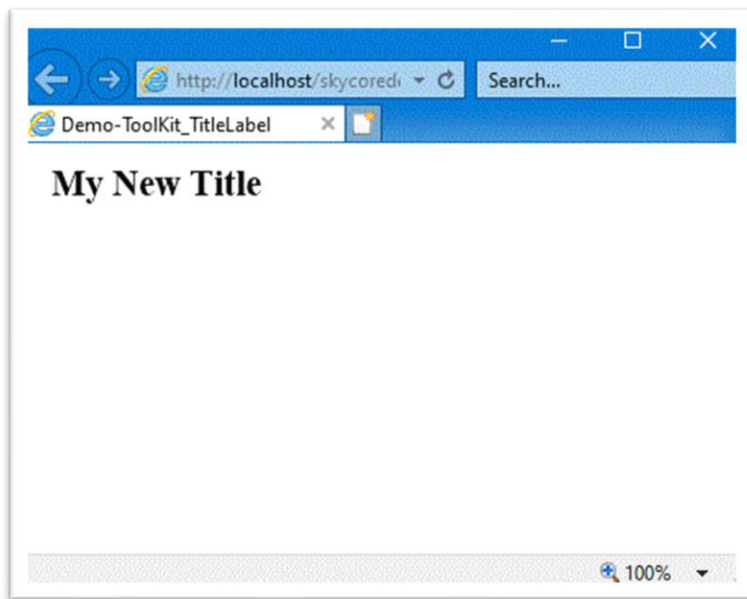 http://localhost/skycored
Search...
Demo-ToolKit_TitleLabel
My New Title
100%